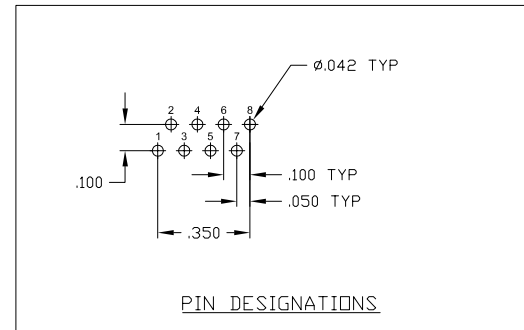 Ø.042 TYP
2 4 6 8
1 3 5 7
.100
.100 TYP
.050 TYP
.350
PIN DESIGNATIONS